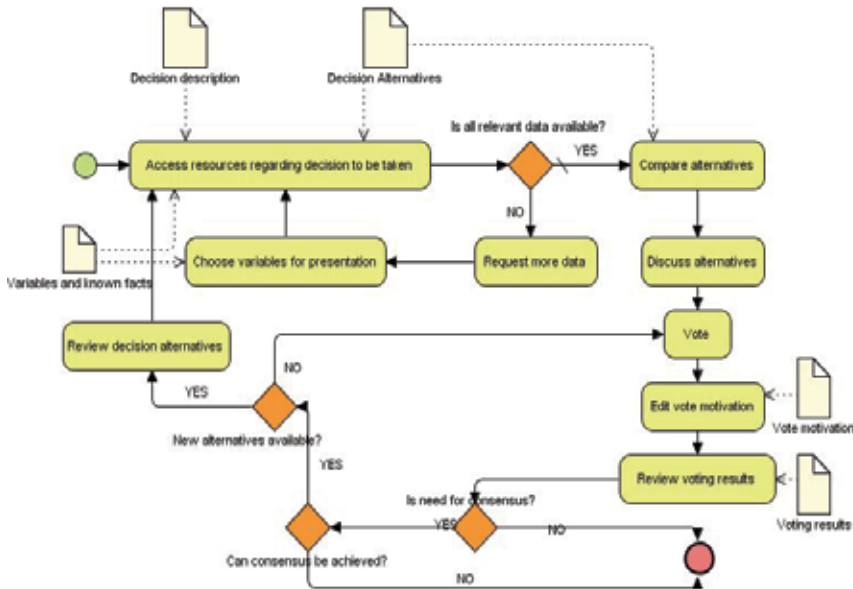 Decision description
Decision Alternatives
Is all relevant data available?
Access resources regarding decision to be taken
YES
Compare alternatives
NO
Choose variables for presentation
Request more data
Discuss alternatives
Variables and known facts
Review decision alternatives
Vote
NO
YES
Edit vote motivation
New alternatives available?
Vote motivation
YES
Review voting results
Is need for consensus?
YES
NO
Voting results
Can consensus be achieved?
NO